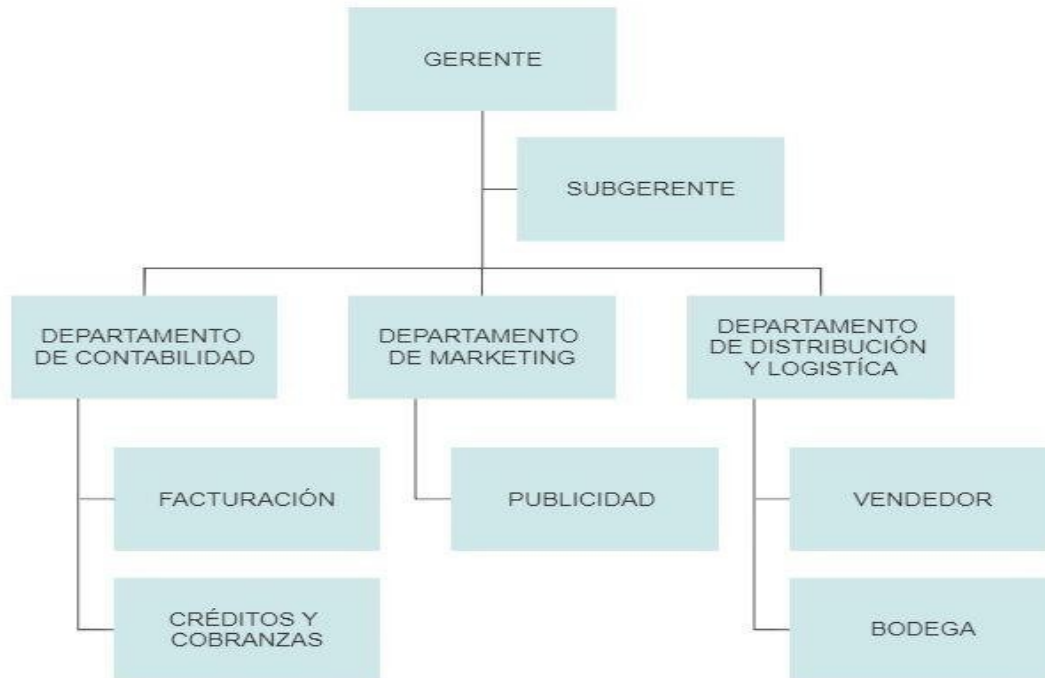 GERENTE
SUBGERENTE
DEPARTAMENTO
DE CONTABILIDAD
DEPARTAMENTO
DE MARKETING
DEPARTAMENTO
DE DISTRIBUCIÓN
Y LOGISTÍCA
FACTURACIÓN
PUBLICIDAD
VENDEDOR
CRÉDITOS Y
COBRANZAS
BODEGA